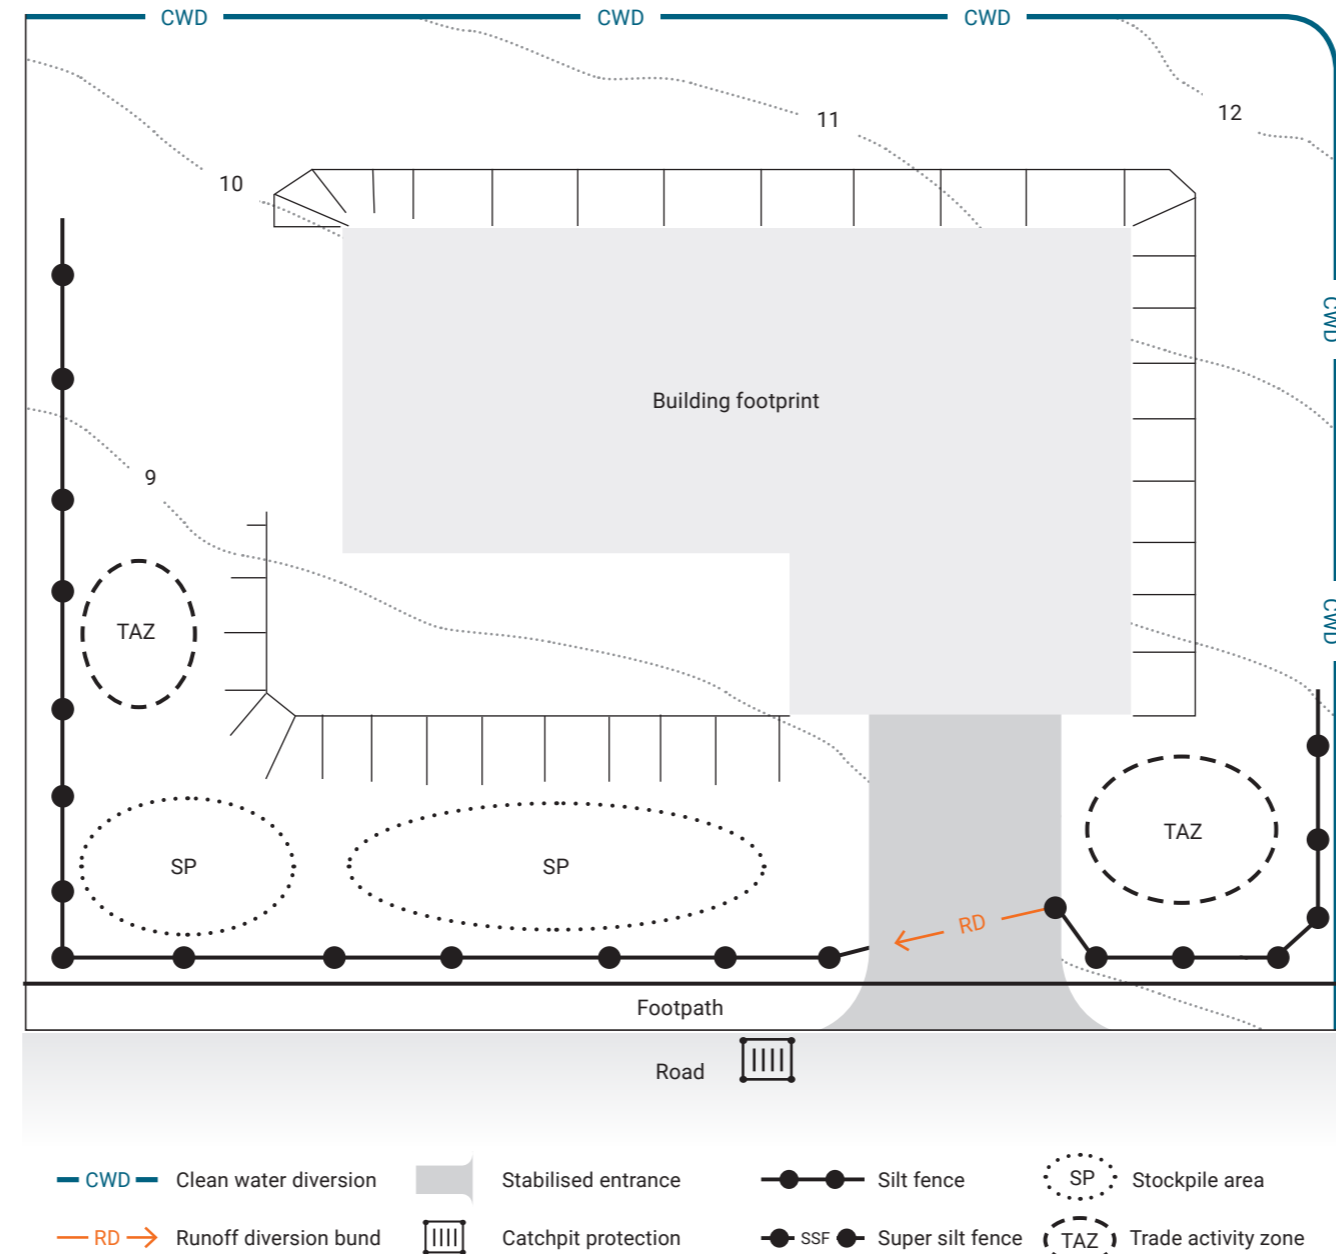 CWD CWD CWD
12
11
10
CWD
Building footprint
9
CWD
TAZ
TAZ
SP SP
RD
Footpath
Road
CWD Clean water diversion Stabilised entrance Silt fence SP Stockpile area
RD Runoff diversion bund Catchpit protection SSF Super silt fence TAZ Trade activity zone